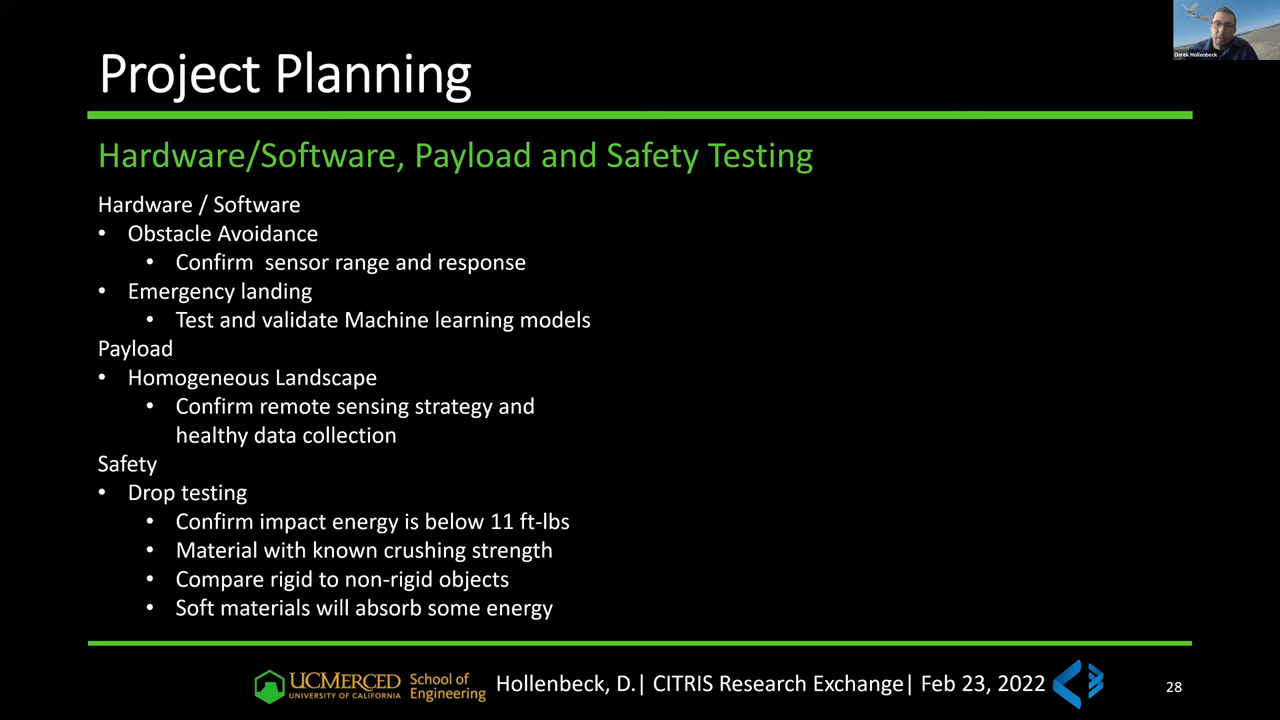 Derek Hollenbeck
Project Planning
Hardware/Software, Payload and Safety Testing
Hardware / Software
• Obstacle Avoidance
• Confirm sensor range and response
• Emergency landing
• Test and validate Machine learning models
Payload
• Homogeneous Landscape
• Confirm remote sensing strategy and
healthy data collection
Safety
• Drop testing
• Confirm impact energy is below 11 ft-lbs
• Material with known crushing strength
• Compare rigid to non-rigid objects
• Soft materials will absorb some energy
UCMERCED
UNIVERSITY OF CALIFORNIA
School of
Engineering
Hollenbeck, D.| CITRIS Research Exchange| Feb 23, 2022
28